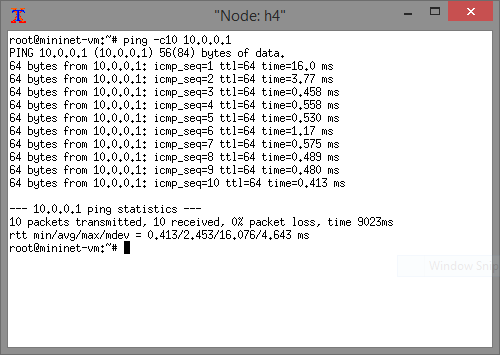 "Node: h4"
root@mininet-vm:~# ping -c10 10.0.0.1
PING 10.0.0.1 (10.0.0.1) 56(84) bytes of data.
64 bytes from 10.0.0.1: icmp_seq=1 ttl=64 time=16.0 ms
64 bytes from 10.0.0.1: icmp_seq=2 ttl=64 time=3.77 ms
64 bytes from 10.0.0.1: icmp_seq=3 ttl=64 time=0.458 ms
64 bytes from 10.0.0.1: icmp_seq=4 ttl=64 time=0.558 ms
64 bytes from 10.0.0.1: icmp_seq=5 ttl=64 time=0.530 ms
64 bytes from 10.0.0.1: icmp_seq=6 ttl=64 time=1.17 ms
64 bytes from 10.0.0.1: icmp_seq=7 ttl=64 time=0.575 ms
64 bytes from 10.0.0.1: icmp_seq=8 ttl=64 time=0.489 ms
64 bytes from 10.0.0.1: icmp_seq=9 ttl=64 time=0.480 ms
64 bytes from 10.0.0.1: icmp_seq=10 ttl=64 time=0.413 ms
--- 10.0.0.1 ping statistics ---
10 packets transmitted, 10 received, 0% packet loss, time 9023ms
rtt min/avg/max/mdev = 0.413/2.453/16.076/4.643 ms
root@mininet-vm:~#
Window Snip